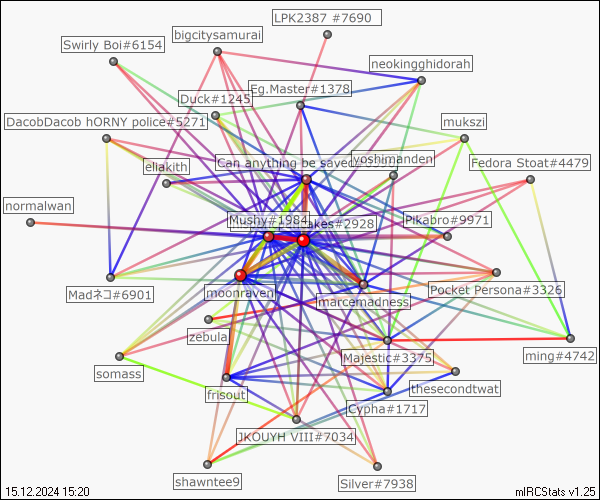 LPK2387 #7690
bigcitysamurai
Swirly Boi#6154
neokingghidorah
Eg.Master#1378
Duck#1245
DacobDacob hORNY police#5271
mukszi
yoshimanden
Can anything be saved
Fedora Stoat#4479
eliakith
normalwan
Mushy#1984
akes#2928
Pikabro#9971
Madネコ#6901
moonraven
marcemadness
Pocket Persona#3326
zebula
Majestic#3375
ming#4742
somass
frisout
thesecondtwat
Cypha#1717
JKOUYH VIII#7034
shawntee9
Silver#7938
15.12.2024 15:20
mIRCStats v1.25